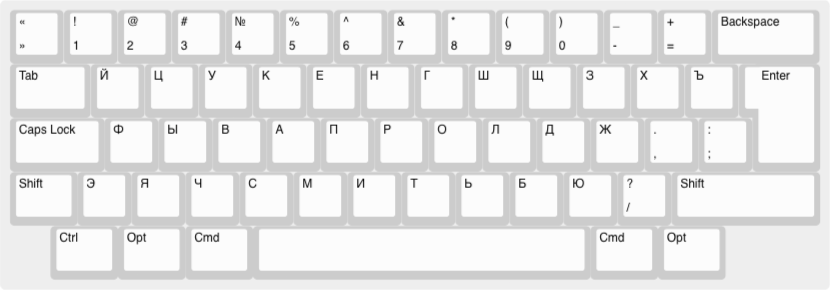 « ! @ # № % ^ & * ( ) _ + Backspace
» 1 2 3 4 5 6 7 8 9 0 - =
Tab Й Ц У К Е Н Г Ш Щ З Х Ъ Enter
Caps Lock Ф Ы В А П Р О Л Д Ж . :
, ;
Shift Э Я Ч С М И Т Ь Б Ю ? Shift
/
Ctrl Opt Cmd Cmd Opt